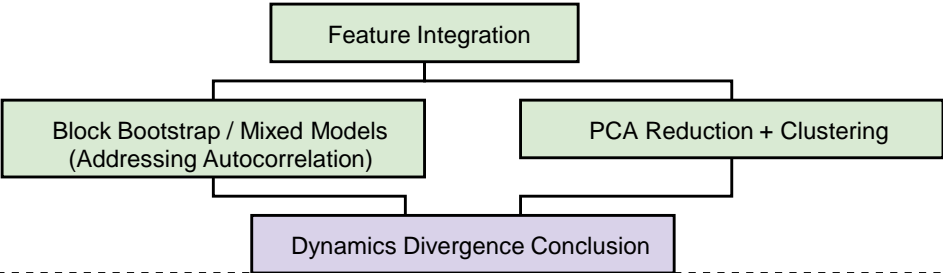 Feature Integration
Block Bootstrap / Mixed Models
(Addressing Autocorrelation)
PCA Reduction + Clustering
Dynamics Divergence Conclusion